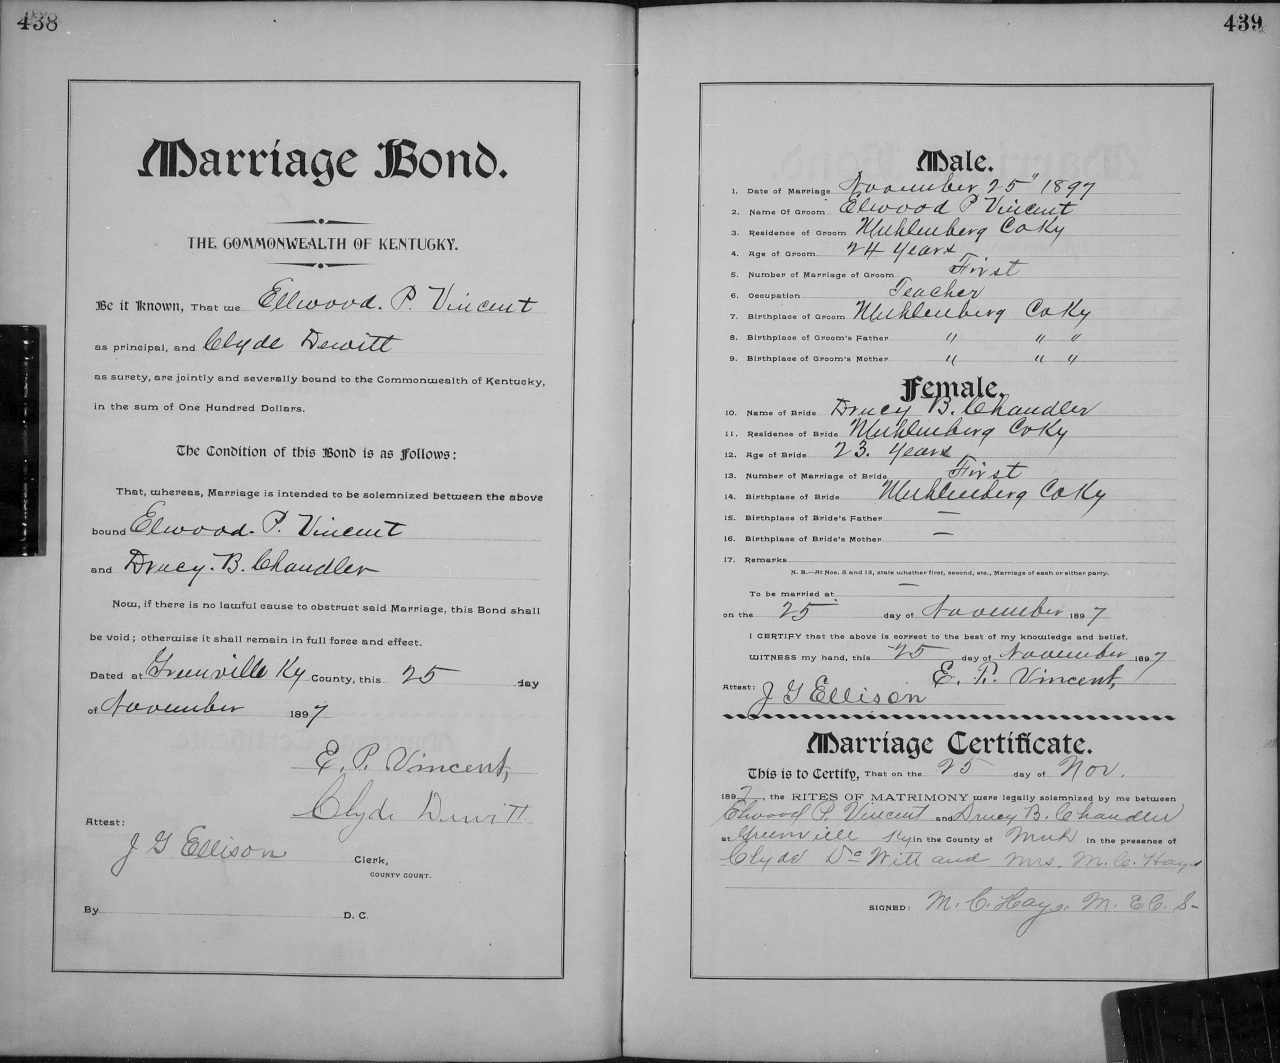 438
Marriage Bond.
THE COMMONWEALTH OF KENTUCKY.
Be it Known, That we Ellwood. P. Vincent
as principal, and Clyde Dewitt
as surety, are jointly and severally bound to the Commonwealth of Kentucky,
in the sum of One Hundred Dollars.
The Condition of this Bond is as Follows:
That, whereas, Marriage is intended to be solemnized between the above
bound Elwood. P. Vincent
and Drucy. B. Chandler
Now, if there is no lawful cause to obstruct said Marriage, this Bond shall
be void; otherwise it shall remain in full force and effect.
Dated at Greenville Ky County, this 25 day
of November 1897
E. P. Vincent,
Clyde Dewitt
Attest:
J G Ellison Clerk,
COUNTY COURT.
By D. C.
439
Male.
1. Date of Marriage November 25" 1897
2. Name Of Groom Elwood P Vincent
3. Residence of Groom Muhlenberg Co Ky
4. Age of Groom 24 years
5. Number of Marriage of Groom First
6. Occupation Teacher
7. Birthplace of Groom Muhlenberg Co Ky
8. Birthplace of Groom's Father " " "
9. Birthplace of Groom's Mother " " "
Female.
10. Name of Bride Drucy B. Chandler
11. Residence of Bride Muhlenberg Co Ky
12. Age of Bride 23. years
13. Number of Marriage of Bride First
14. Birthplace of Bride Muhlenberg Co Ky
15. Birthplace of Bride's Father —
16. Birthplace of Bride's Mother —
17. Remarks
N. B.—At Nos. 5 and 13, state whether first, second, etc., Marriage of each or either party.
To be married at —
on the 25 day of November 1897
I CERTIFY that the above is correct to the best of my knowledge and belief.
WITNESS my hand, this 25 day of November 1897
E. P. Vincent,
Attest: J G Ellison
Marriage Certificate.
This is to Certify, That on the 25 day of Nov.
1897, the RITES OF MATRIMONY were legally solemnized by me between
Elwood P. Vincent and Drucy B. Chandler
at Greenville Ky in the County of Muh in the presence of
Clyde De Witt and Mrs. M. C. Hays
SIGNED: M. C. Hays. M. E C. S-